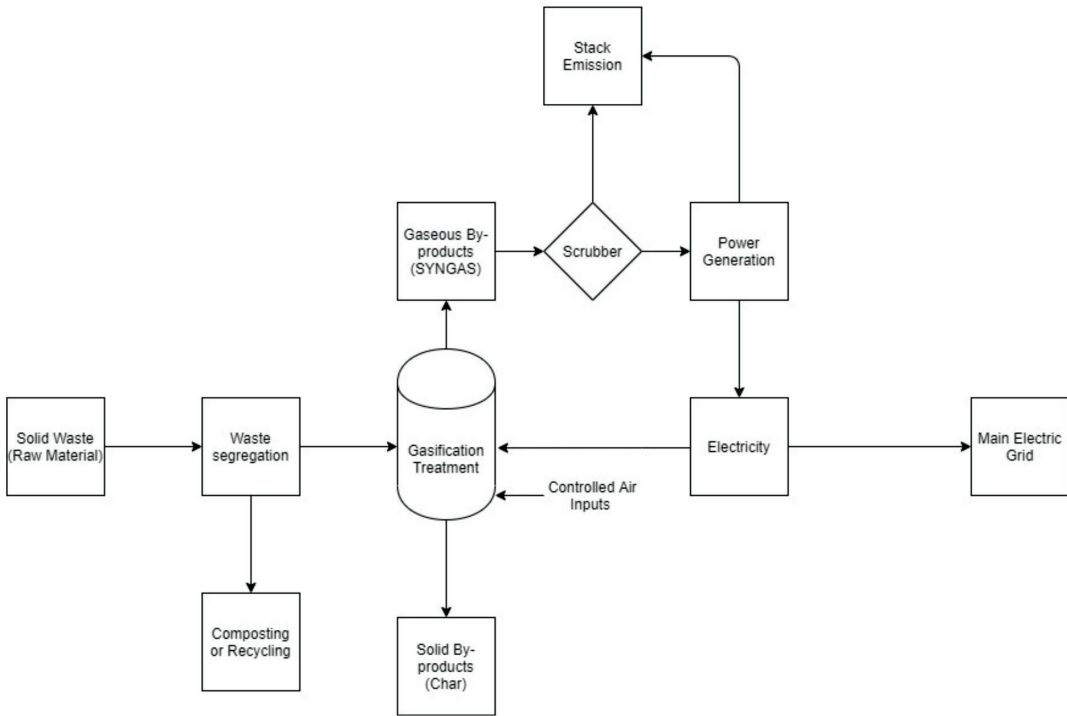 Stack
Emission
Gaseous By-
products
(SYNGAS)
Scrubber
Power
Generation
Solid Waste
(Raw Material)
Waste
segregation
Gasification
Treatment
Electricity
Main Electric
Grid
Controlled Air
Inputs
Composting
or Recycling
Solid By-
products
(Char)